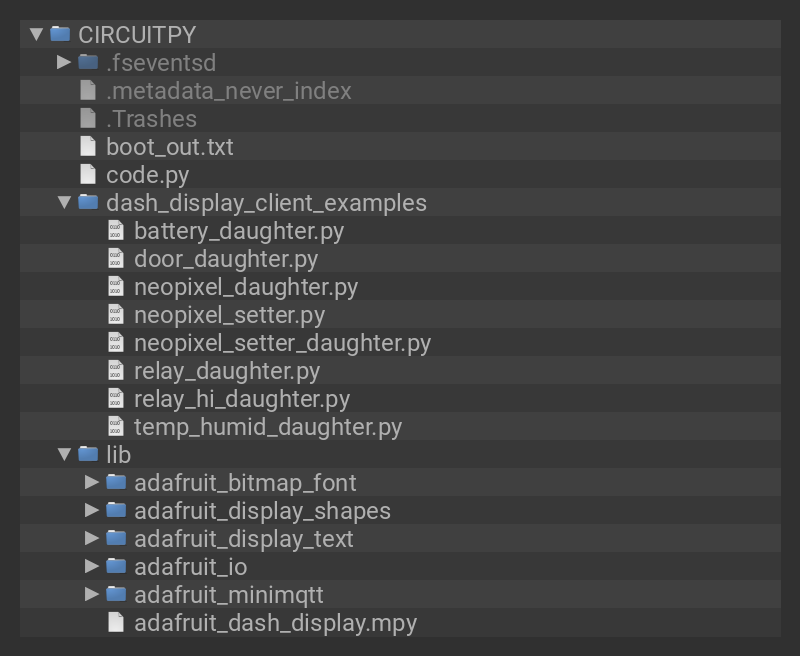 CIRCUITPY
.fseventsd
.metadata_never_index
.Trashes
boot_out.txt
code.py
dash_display_client_examples
battery_daughter.py
door_daughter.py
neopixel_daughter.py
neopixel_setter.py
neopixel_setter_daughter.py
relay_daughter.py
relay_hi_daughter.py
temp_humid_daughter.py
lib
adafruit_bitmap_font
adafruit_display_shapes
adafruit_display_text
adafruit_io
adafruit_minimqtt
adafruit_dash_display.mpy